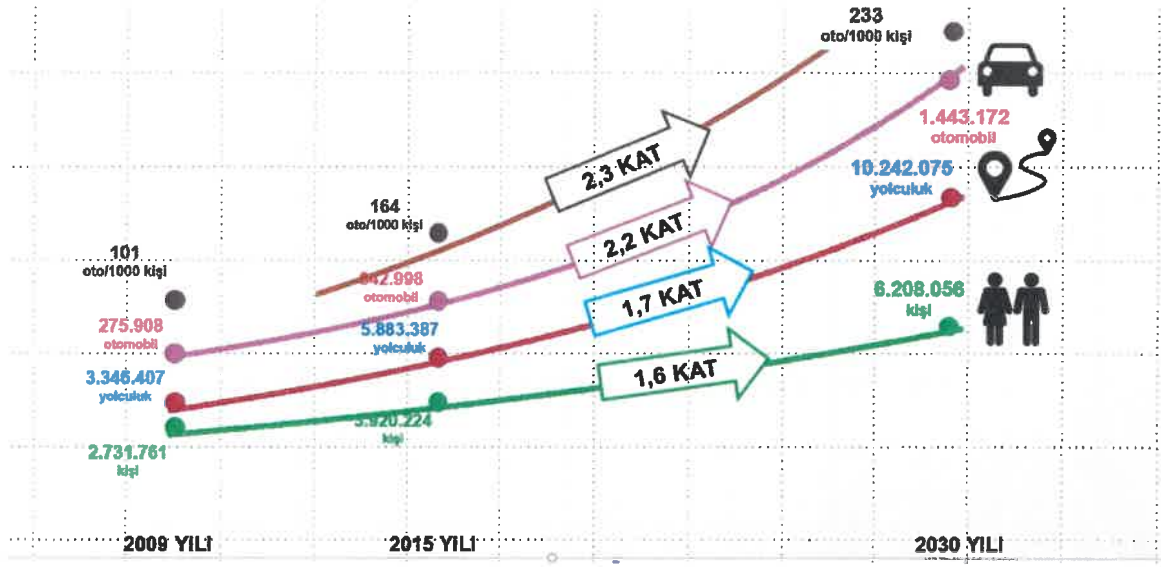 233
oto/1000 kişi
1.443.172
otomobil
2,3 KAT
10.242.075
yolculuk
164
oto/1000 kişi
2,2 KAT
101
oto/1000 kişi
642.998
otomobil
1,7 KAT
6.208.056
kişi
275.908
otomobil
5.883.387
yolculuk
3.346.407
yolculuk
1,6 KAT
3.920.224
kişi
2.731.761
kişi
2009 YILI
2015 YILI
2030 YILI